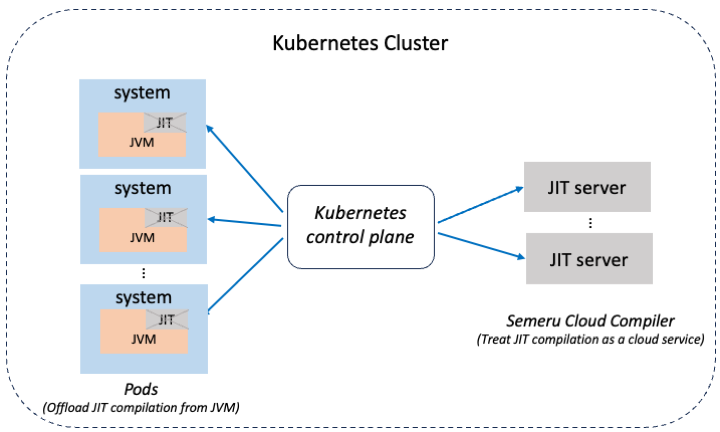 Kubernetes Cluster
system
JIT
JVM
system
JIT
JVM
...
system
JIT
JVM
Pods
(Offload JIT compilation from JVM)
Kubernetes
control plane
JIT server
...
JIT server
Semeru Cloud Compiler
(Treat JIT compilation as a cloud service)